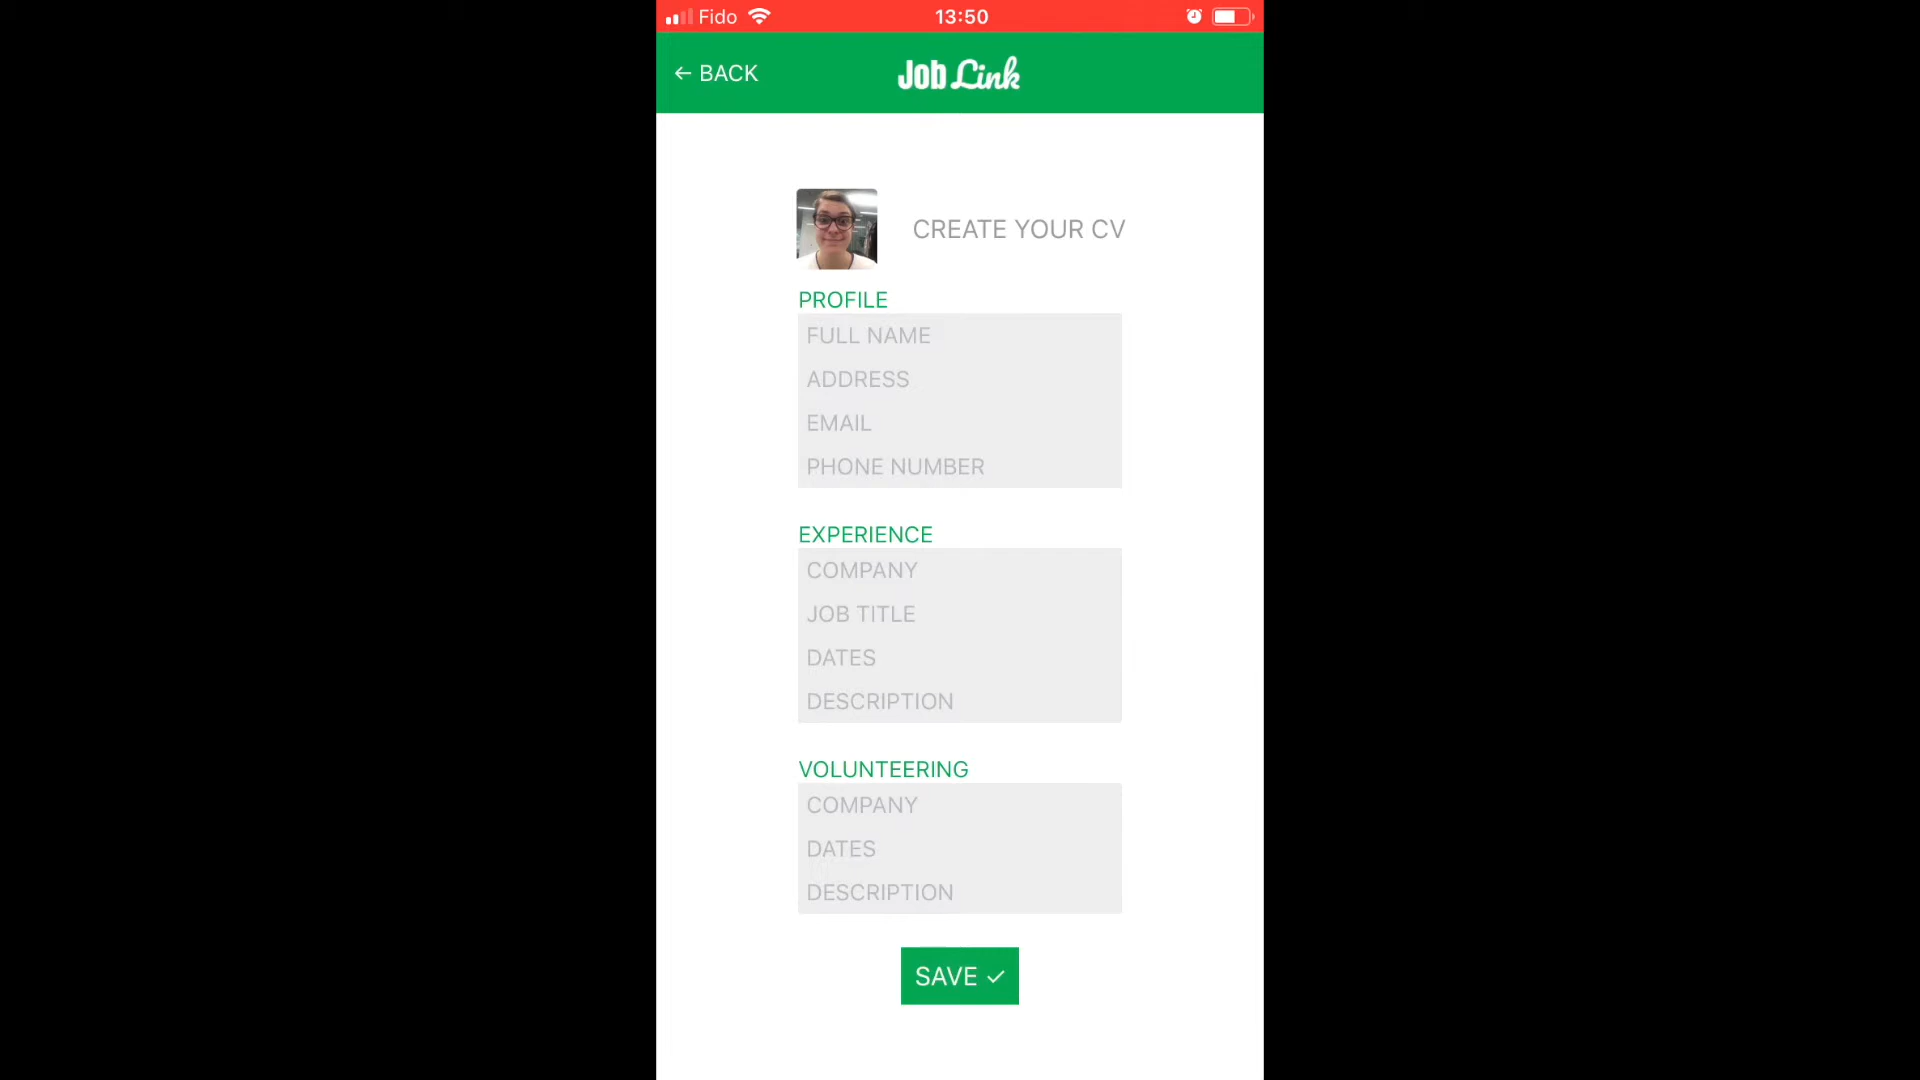 Fido 13:50
← BACK
Job Link
CREATE YOUR CV
PROFILE
FULL NAME
ADDRESS
EMAIL
PHONE NUMBER
EXPERIENCE
COMPANY
JOB TITLE
DATES
DESCRIPTION
VOLUNTEERING
COMPANY
DATES
DESCRIPTION
SAVE ✓